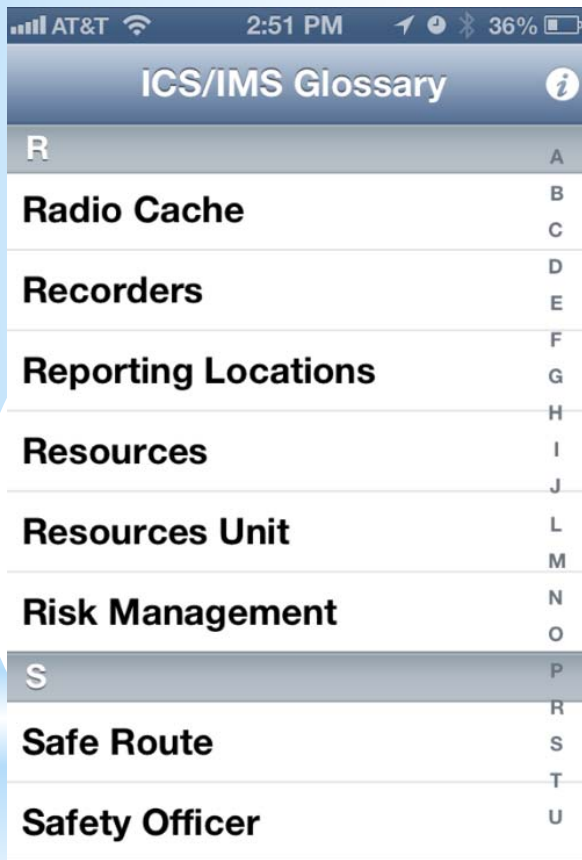 AT&T 2:51 PM 36%
ICS/IMS Glossary i
R
Radio Cache
Recorders
Reporting Locations
Resources
Resources Unit
Risk Management
S
Safe Route
Safety Officer
A
B
C
D
E
F
G
H
I
J
L
M
N
O
P
R
S
T
U